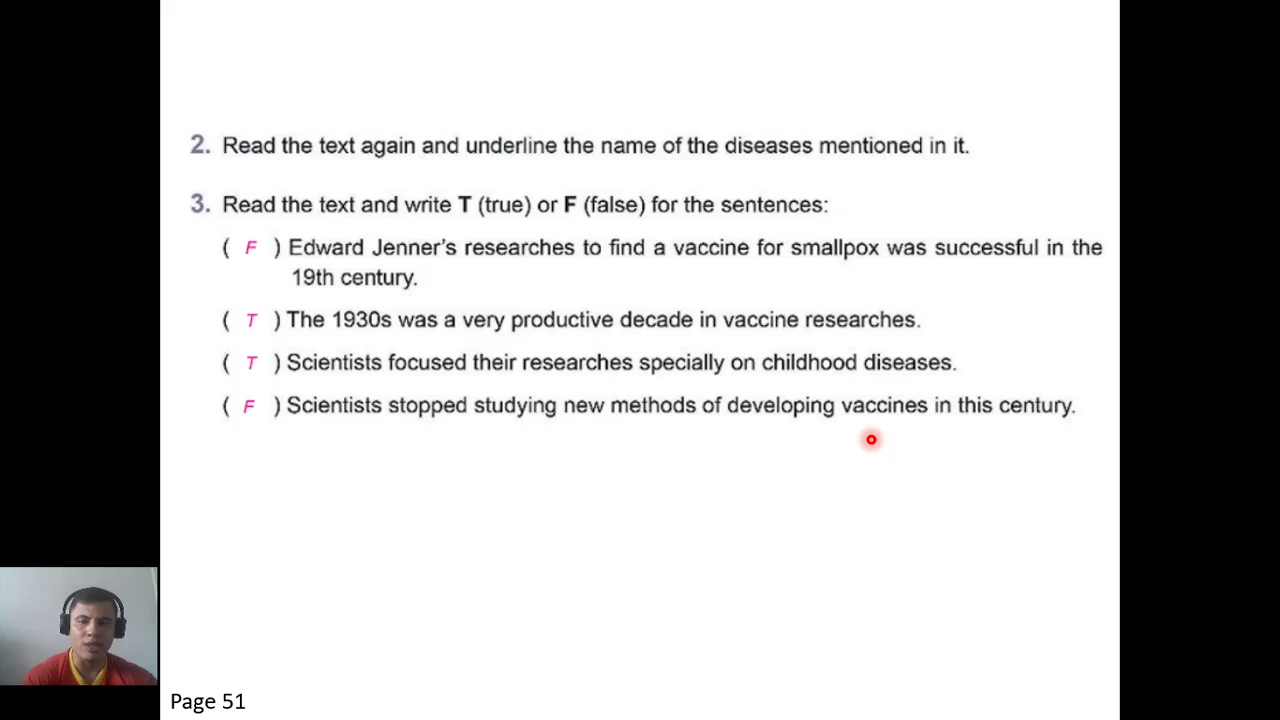 2. Read the text again and underline the name of the diseases mentioned in it.
3. Read the text and write T (true) or F (false) for the sentences:
( F ) Edward Jenner's researches to find a vaccine for smallpox was successful in the
19th century.
( T ) The 1930s was a very productive decade in vaccine researches.
( T ) Scientists focused their researches specially on childhood diseases.
( F ) Scientists stopped studying new methods of developing vaccines in this century.
Page 51